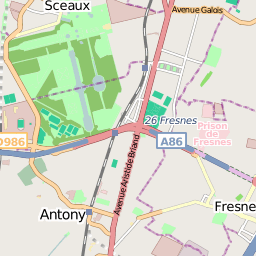 Sceaux
Avenue Galois
26 Fresnes
Prison de
Fresnes
D986
A86
Avenue Aristide Briand
Antony
Fresne